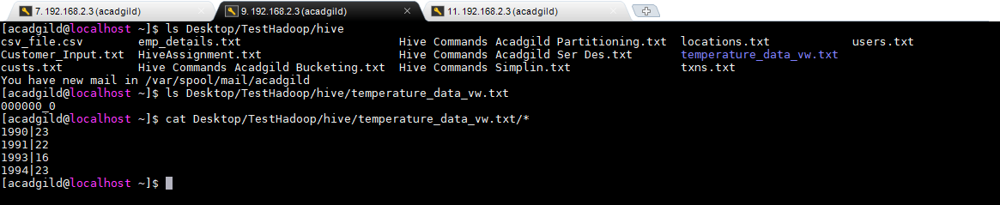 7. 192.168.2.3 (acadgild) 9. 192.168.2.3 (acadgild) 11. 192.168.2.3 (acadgild)
[acadgild@localhost ~]$ ls Desktop/TestHadoop/hive
csv_file.csv emp_details.txt Hive Commands Acadgild Partitioning.txt locations.txt users.txt
Customer_Input.txt HiveAssignment.txt Hive Commands Acadgild Ser Des.txt temperature_data_vw.txt
custs.txt Hive Commands Acadgild Bucketing.txt Hive Commands Simplin.txt txns.txt
You have new mail in /var/spool/mail/acadgild
[acadgild@localhost ~]$ ls Desktop/TestHadoop/hive/temperature_data_vw.txt
000000_0
[acadgild@localhost ~]$ cat Desktop/TestHadoop/hive/temperature_data_vw.txt/*
1990|23
1991|22
1993|16
1994|23
[acadgild@localhost ~]$